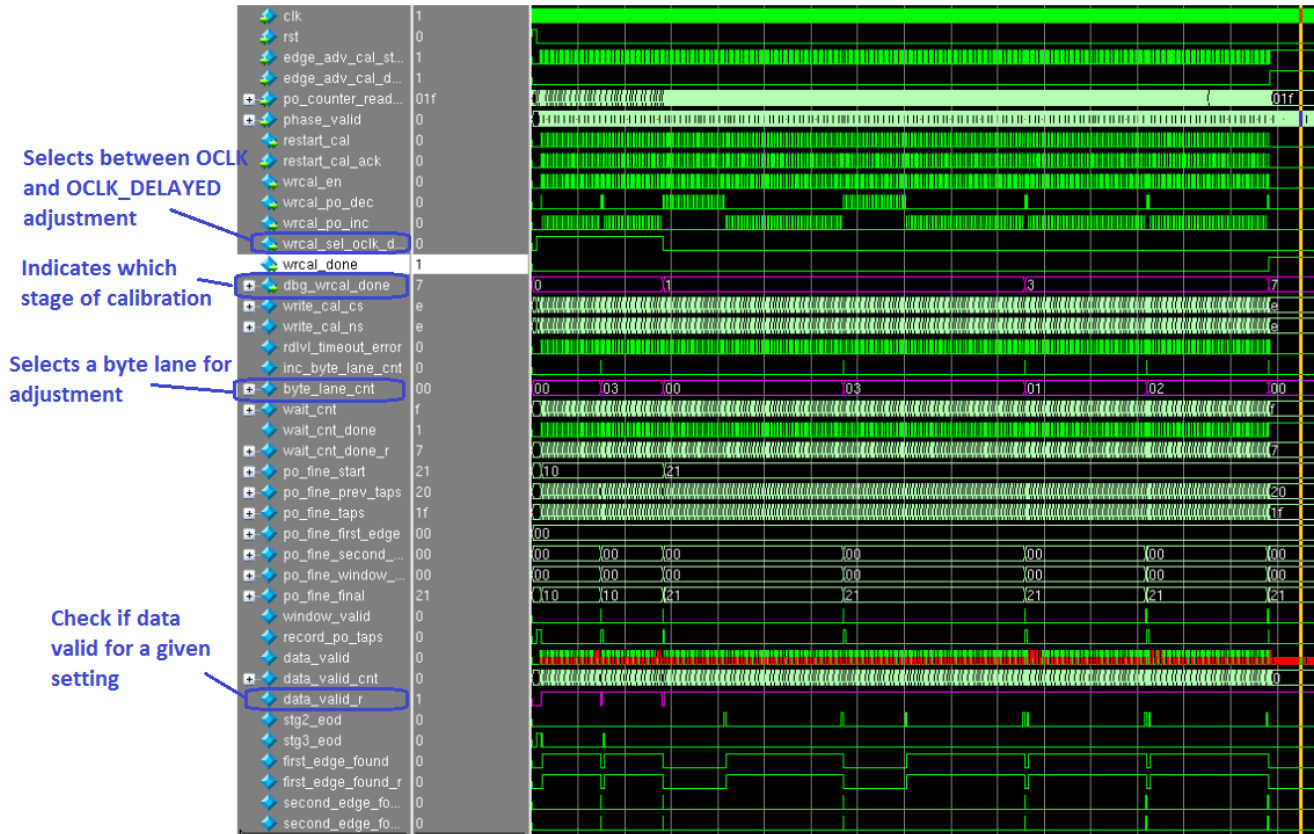 clk 1
rst 0
edge_adv_cal_st... 1
edge_adv_cal_d... 1
po_counter_read... 01f 01f
phase_valid 0
restart_cal 0
restart_cal_ack 0
wrcal_en 0
wrcal_po_dec 0
wrcal_po_inc 0
wrcal_sel_oclk_d... 0
wrcal_done 1
dbg_wrcal_done 7 0 1 3 7
write_cal_cs e e
write_cal_ns e e
rdlvl_timeout_error 0
inc_byte_lane_cnt 0
byte_lane_cnt 00 00 03 00 03 01 02 00
wait_cnt f f
wait_cnt_done 1
wait_cnt_done_r 7 7
po_fine_start 21 10 21
po_fine_prev_taps 20 20
po_fine_taps 1f 1f
po_fine_first_edge 00 00
po_fine_second_... 00 00 00 00 00 00 00 00
po_fine_window_... 00 00 00 00 00 00 00 00
po_fine_final 21 10 10 21 21 21 21 21
window_valid 0
record_po_taps 0
data_valid 0
data_valid_cnt 0 0
data_valid_r 1
stg2_eod 0
stg3_eod 0
first_edge_found 0
first_edge_found_r 0
second_edge_fo... 0
second_edge_fo... 0
Selects between OCLK
and OCLK_DELAYED
adjustment
Indicates which
stage of calibration
Selects a byte lane for
adjustment
Check if data
valid for a given
setting